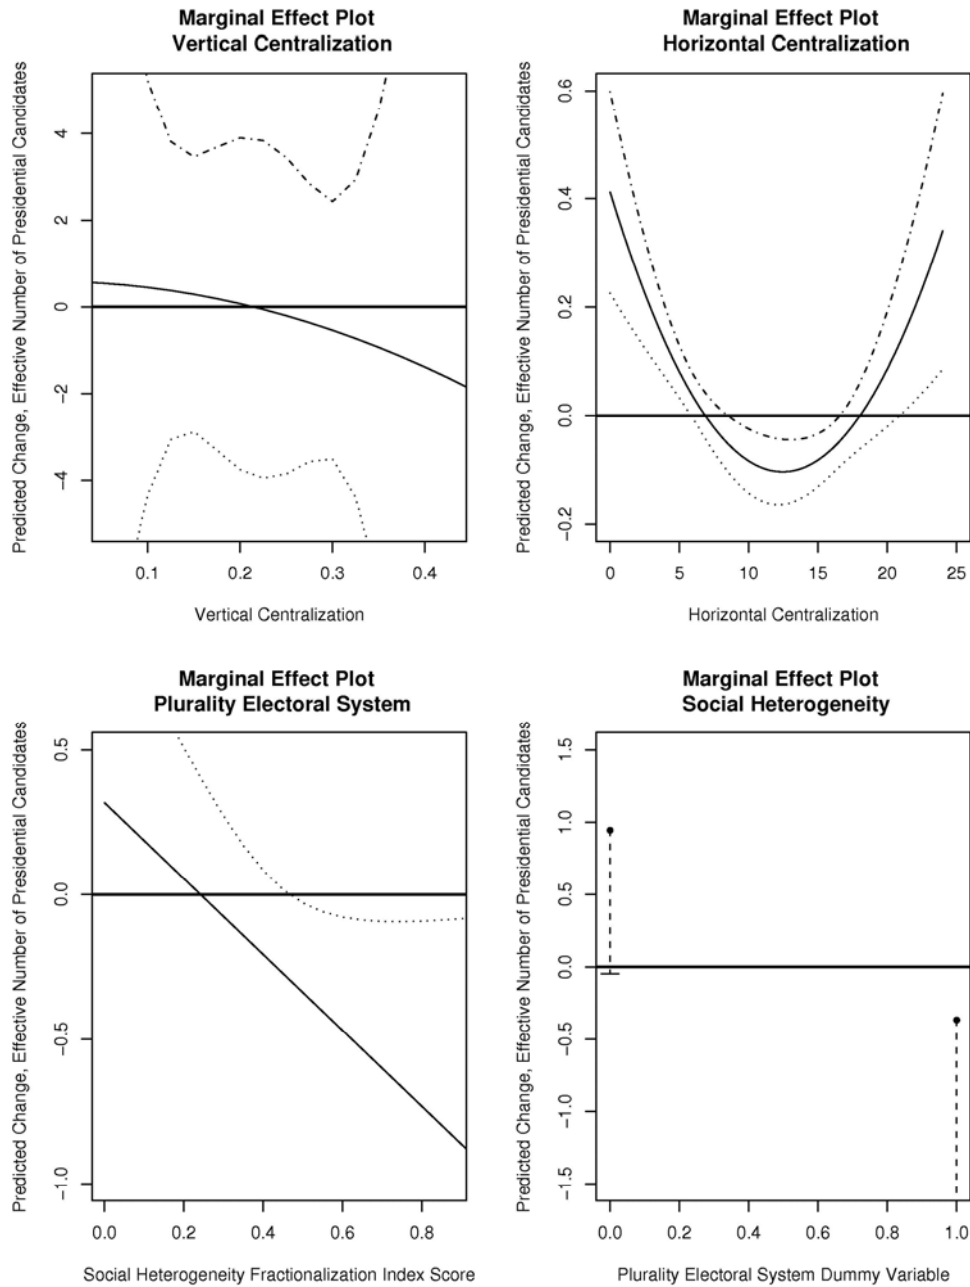 Marginal Effect Plot
Vertical Centralization
Predicted Change, Effective Number of Presidential Candidates
4
2
0
−2
−4
0.1 0.2 0.3 0.4
Vertical Centralization
Marginal Effect Plot
Horizontal Centralization
Predicted Change, Effective Number of Presidential Candidates
0.6
0.4
0.2
0.0
−0.2
0 5 10 15 20 25
Horizontal Centralization
Marginal Effect Plot
Plurality Electoral System
Predicted Change, Effective Number of Presidential Candidates
0.5
0.0
−0.5
−1.0
0.0 0.2 0.4 0.6 0.8
Social Heterogeneity Fractionalization Index Score
Marginal Effect Plot
Social Heterogeneity
Predicted Change, Effective Number of Presidential Candidates
1.5
1.0
0.5
0.0
−0.5
−1.0
−1.5
0.0 0.2 0.4 0.6 0.8 1.0
Plurality Electoral System Dummy Variable